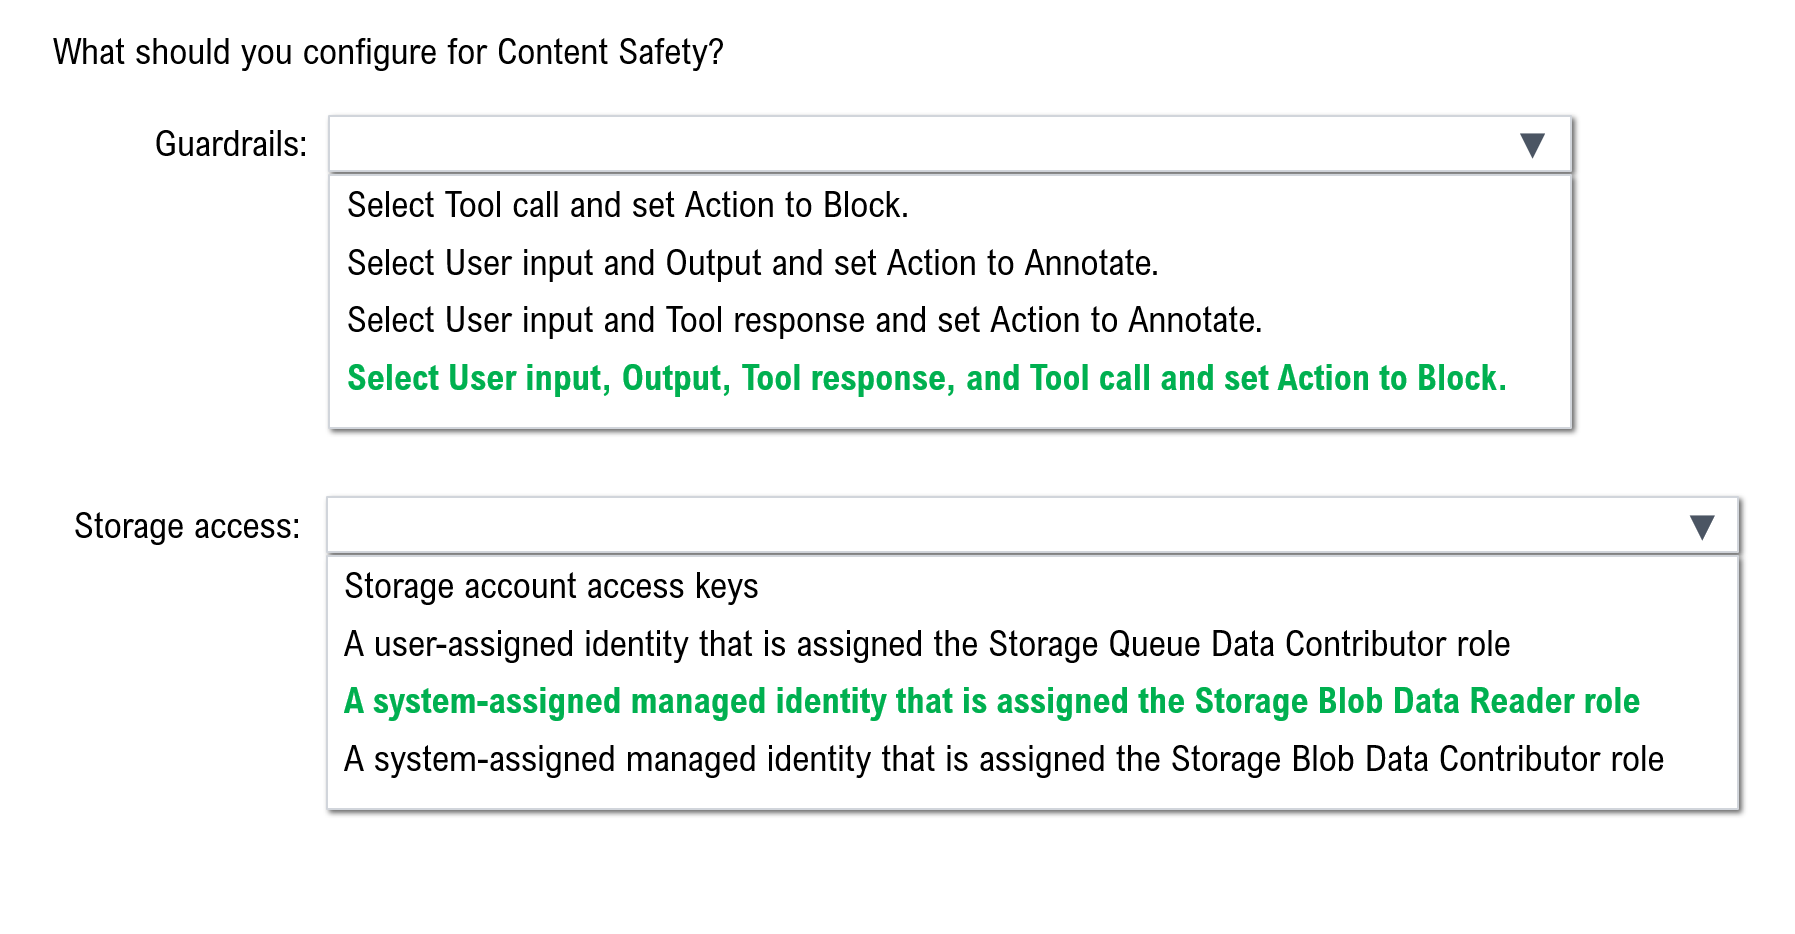 What should you configure for Content Safety?
Guardrails:
Select Tool call and set Action to Block.
Select User input and Output and set Action to Annotate.
Select User input and Tool response and set Action to Annotate.
Select User input, Output, Tool response, and Tool call and set Action to Block.
Storage access:
Storage account access keys
A user-assigned identity that is assigned the Storage Queue Data Contributor role
A system-assigned managed identity that is assigned the Storage Blob Data Reader role
A system-assigned managed identity that is assigned the Storage Blob Data Contributor role